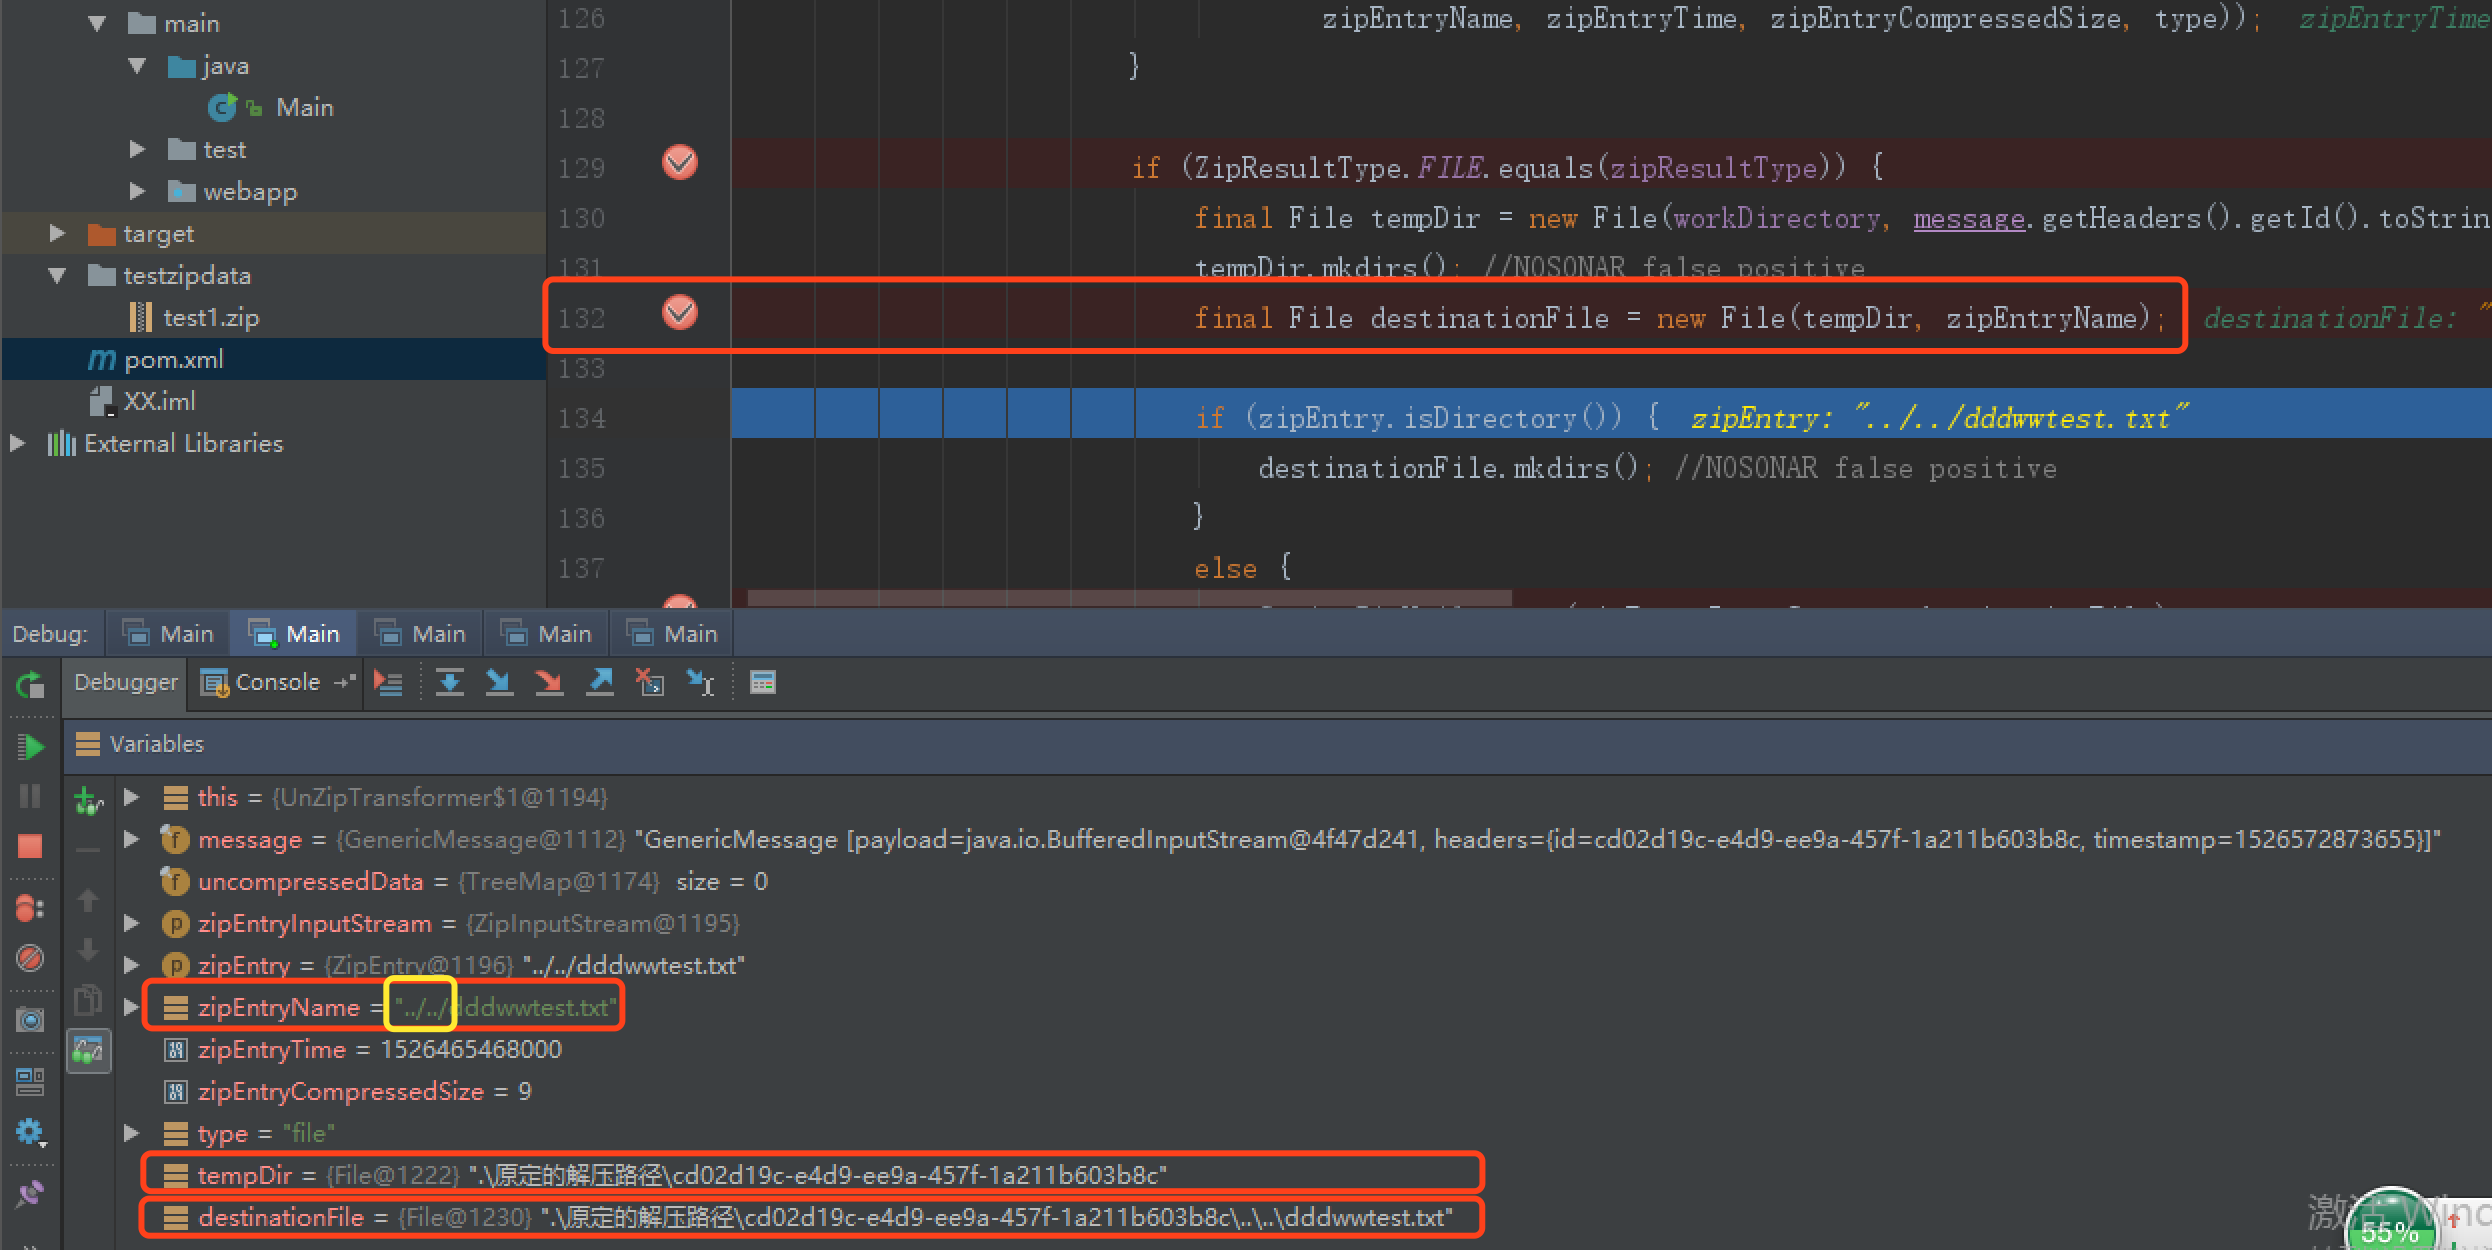 main
java
Main
test
webapp
target
testzipdata
test1.zip
pom.xml
XX.iml
External Libraries
126 zipEntryName, zipEntryTime, zipEntryCompressedSize, type)); zipEntryTime
127 }
128
129 if (ZipResultType.FILE.equals(zipResultType)) {
130 final File tempDir = new File(workDirectory, message.getHeaders().getId().toStrin
131 tempDir.mkdirs(); //NOSONAR false positive
132 final File destinationFile = new File(tempDir, zipEntryName); destinationFile: "
133
134 if (zipEntry.isDirectory()) { zipEntry: "../../dddwwtest.txt"
135 destinationFile.mkdirs(); //NOSONAR false positive
136 }
137 else {
Debug: Main Main Main Main Main
Debugger Console
Variables
this = {UnZipTransformer$1@1194}
message = {GenericMessage@1112} "GenericMessage [payload=java.io.BufferedInputStream@4f47d241, headers={id=cd02d19c-e4d9-ee9a-457f-1a211b603b8c, timestamp=1526572873655}]"
uncompressedData = {TreeMap@1174} size = 0
zipEntryInputStream = {ZipInputStream@1195}
zipEntry = {ZipEntry@1196} "../../dddwwtest.txt"
zipEntryName = "../../dddwwtest.txt"
zipEntryTime = 1526465468000
zipEntryCompressedSize = 9
type = "file"
tempDir = {File@1222} ".\原定的解压路径\cd02d19c-e4d9-ee9a-457f-1a211b603b8c"
destinationFile = {File@1230} ".\原定的解压路径\cd02d19c-e4d9-ee9a-457f-1a211b603b8c\..\..\dddwwtest.txt"
激活 Winc
55%